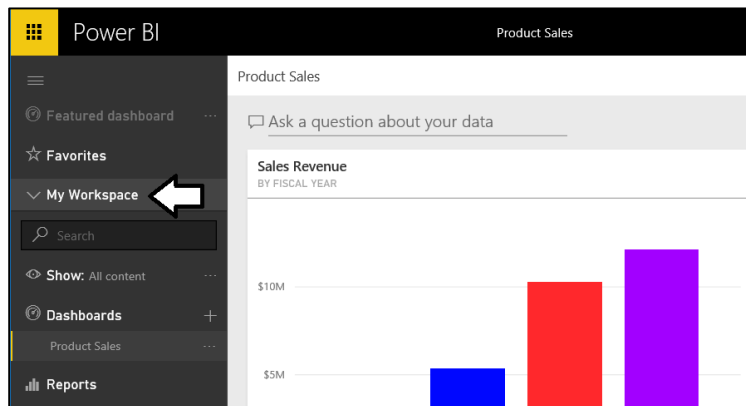 Power BI
Product Sales
Featured dashboard
Favorites
My Workspace
Search
Show: All content
Dashboards
Product Sales
Reports
Product Sales
Ask a question about your data
Sales Revenue
BY FISCAL YEAR
$10M
$5M